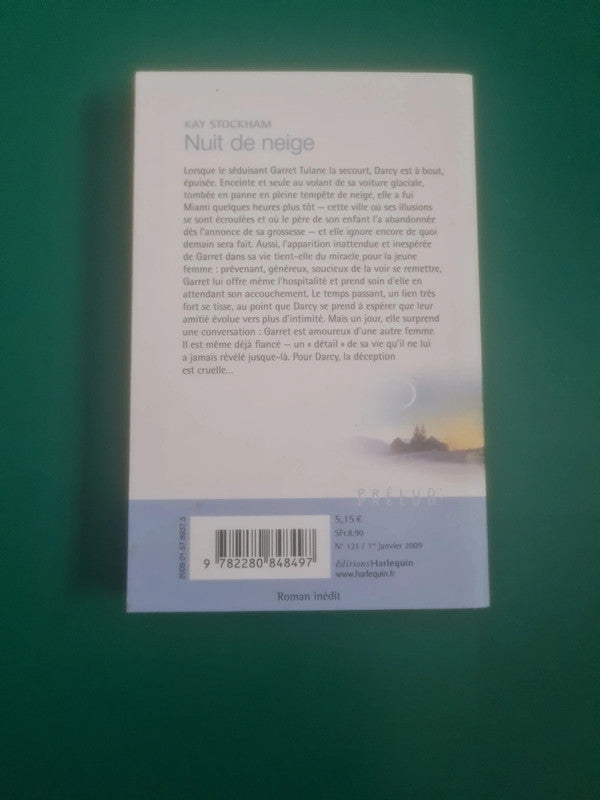 KAY STOCKHAM
Nuit de neige
Lorsque le séduisant Garret Tulane la secourt, Darcy est à bout,
épuisée. Enceinte et seule au volant de sa voiture glaciale,
tombée en panne en pleine tempête de neige, elle a fui
Miami quelques heures plus tôt — cette ville où ses illusions
se sont écroulées et où le père de son enfant l'a abandonnée
dès l'annonce de sa grossesse — et elle ignore encore de quoi
demain sera fait. Aussi, l'apparition inattendue et inespérée
de Garret dans sa vie tient-elle du miracle pour la jeune
femme : prévenant, généreux, soucieux de la voir se remettre,
Garret lui offre même l'hospitalité et prend soin d'elle en
attendant son accouchement. Le temps passant, un lien très
fort se tisse, au point que Darcy se prend à espérer que leur
amitié évolue vers plus d'intimité. Mais un jour, elle surprend
une conversation : Garret est amoureux d'une autre femme.
Il est même déjà fiancé — un « détail » de sa vie qu'il ne lui
a jamais révélé jusque-là. Pour Darcy, la déception
est cruelle...
PRÉLUD'
PRÉLUD'
2009.01.57.6937.5
9 782280 848497
5,15 €
SFr.8,90
N° 121 / 1er janvier 2009
éditionsHarlequin
www.harlequin.fr
Roman inédit